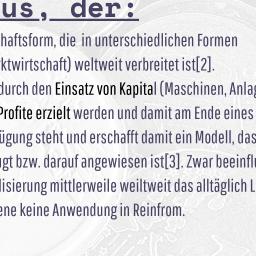 us, der:
haftsform, die in unterschiedlichen Formen
ktwirtschaft) weltweit verbreitet ist[2].
durch den Einsatz von Kapital (Maschinen, Anlag
Profite erzielt werden und damit am Ende eines
ügung steht und erschafft damit ein Modell, das
gt bzw. darauf angewiesen ist[3]. Zwar beeinflu
lisierung mittlerweile weiltweit das alltäglich L
ene keine Anwendung in Reinfrom.